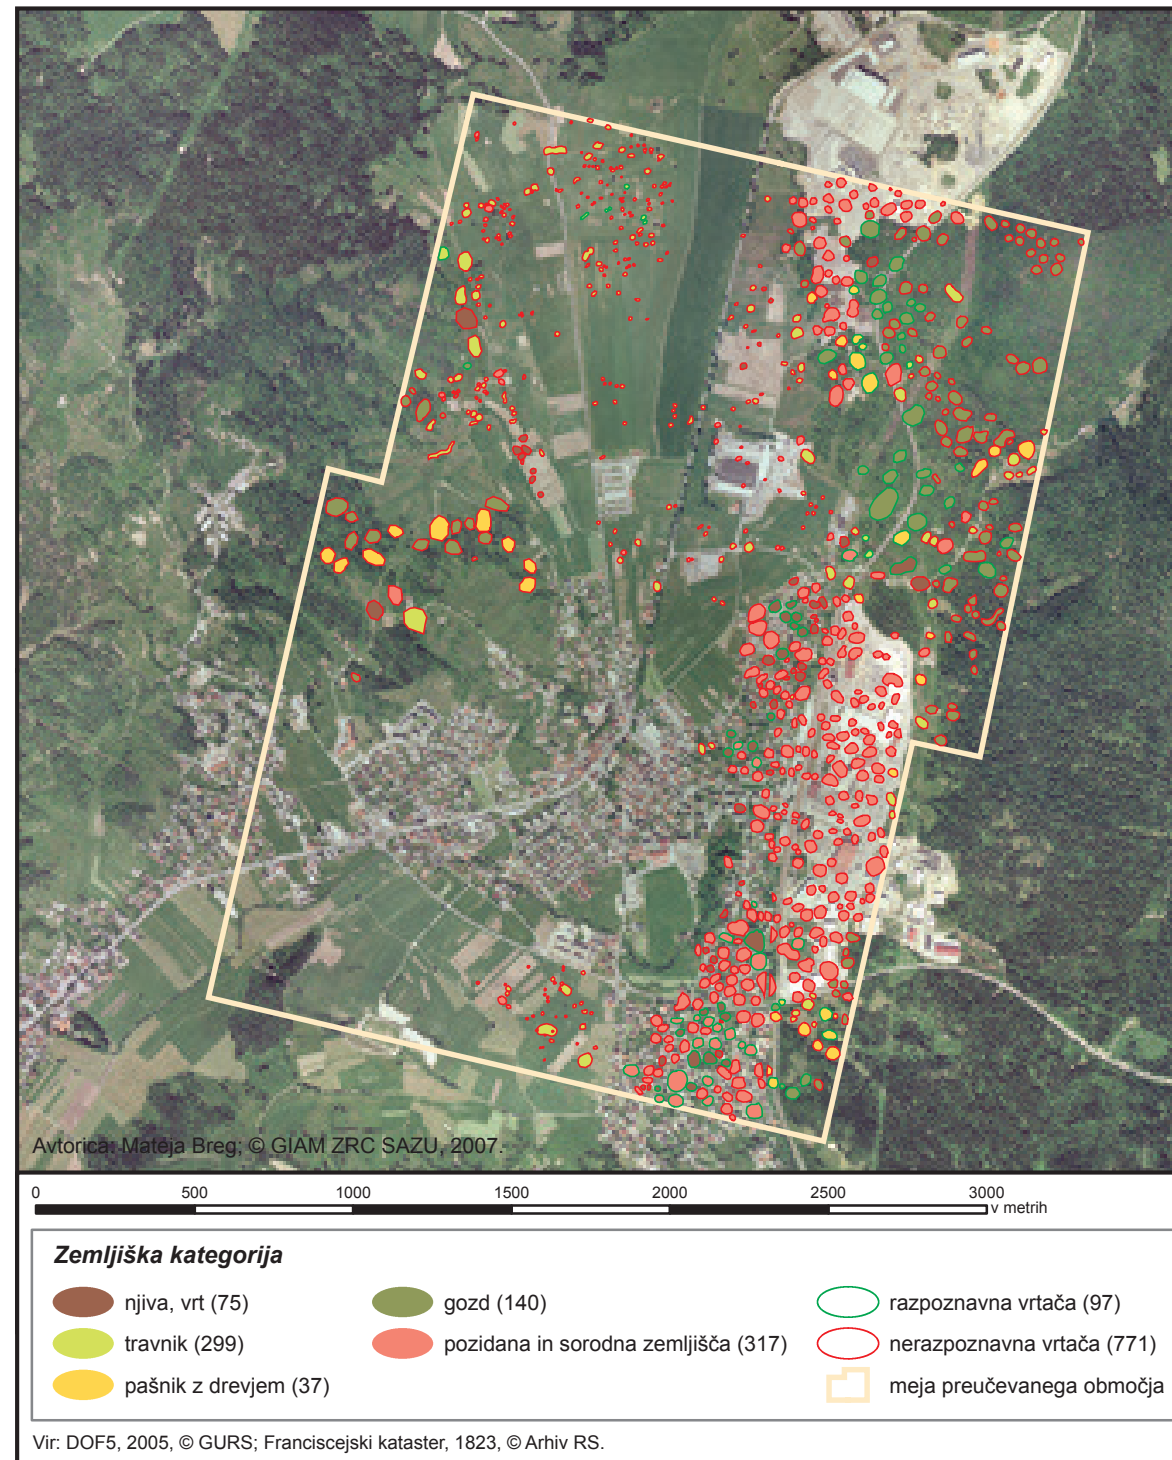 Avtorica: Mateja Breg; © GIAM ZRC SAZU, 2007.
0 500 1000 1500 2000 2500 3000
v metrih
Zemljiška kategorija
njiva, vrt (75)
travnik (299)
pašnik z drevjem (37)
gozd (140)
pozidana in sorodna zemljišča (317)
razpoznavna vrtača (97)
nerazpoznavna vrtača (771)
meja preučevanega območja
Vir: DOF5, 2005, © GURS; Franciscejski kataster, 1823, © Arhiv RS.